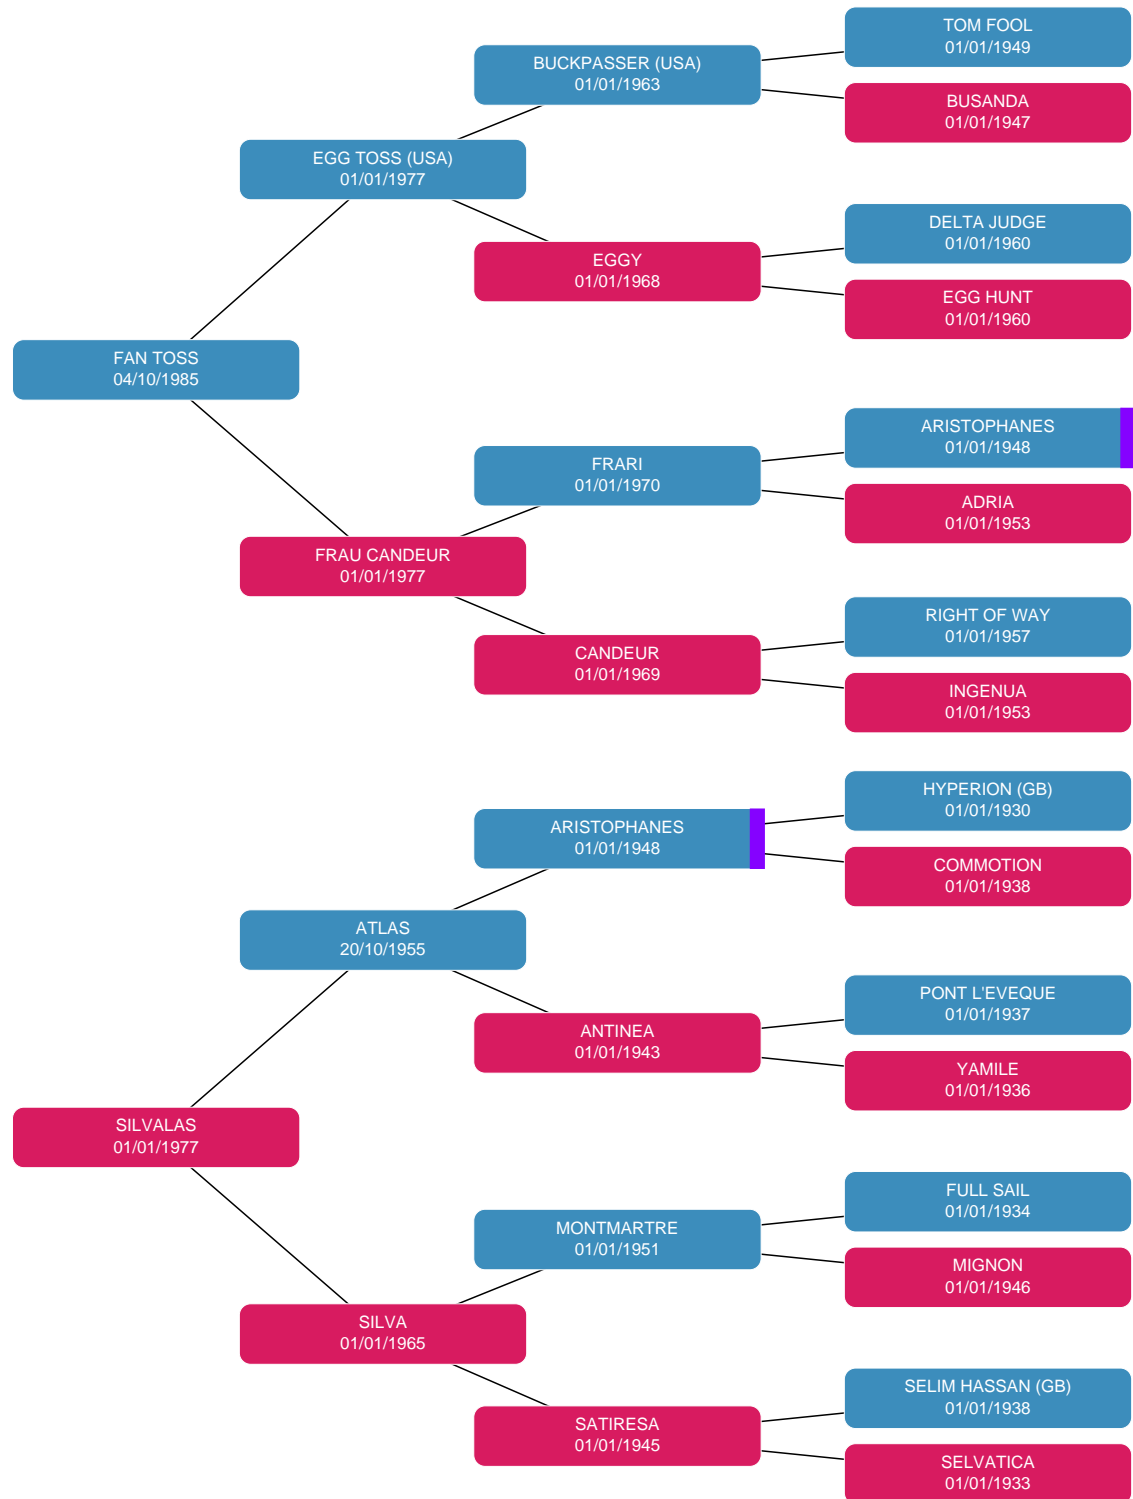 TOM FOOL
01/01/1949
BUCKPASSER (USA)
01/01/1963
BUSANDA
01/01/1947
EGG TOSS (USA)
01/01/1977
DELTA JUDGE
01/01/1960
EGGY
01/01/1968
EGG HUNT
01/01/1960
FAN TOSS
04/10/1985
ARISTOPHANES
01/01/1948
FRARI
01/01/1970
ADRIA
01/01/1953
FRAU CANDEUR
01/01/1977
RIGHT OF WAY
01/01/1957
CANDEUR
01/01/1969
INGENUA
01/01/1953
HYPERION (GB)
01/01/1930
ARISTOPHANES
01/01/1948
COMMOTION
01/01/1938
ATLAS
20/10/1955
PONT L'EVEQUE
01/01/1937
ANTINEA
01/01/1943
YAMILE
01/01/1936
SILVALAS
01/01/1977
FULL SAIL
01/01/1934
MONTMARTRE
01/01/1951
MIGNON
01/01/1946
SILVA
01/01/1965
SELIM HASSAN (GB)
01/01/1938
SATIRESA
01/01/1945
SELVATICA
01/01/1933